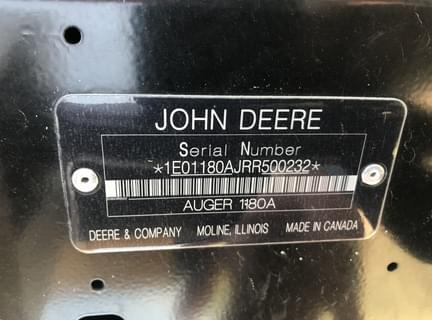 JOHN DEERE
Serial Number
*1E01180AJRR500232*
AUGER 1180A
DEERE & COMPANY MOLINE, ILLINOIS MADE IN CANADA